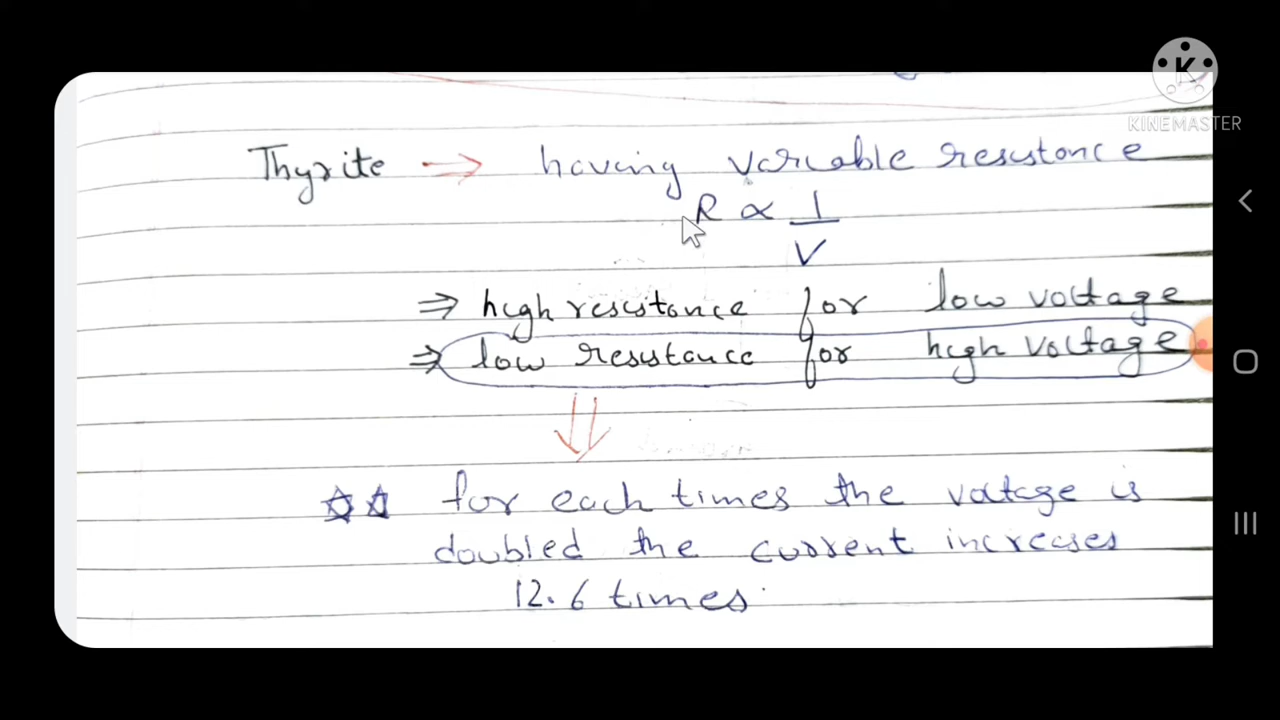 KINEMASTER
Thyrite → having variable resistance
R ∝ 1/V
⇒ high resistance for low voltage
⇒ low resistance for high voltage
⇓
☆☆ for each times the voltage is
doubled the current increases
12.6 times